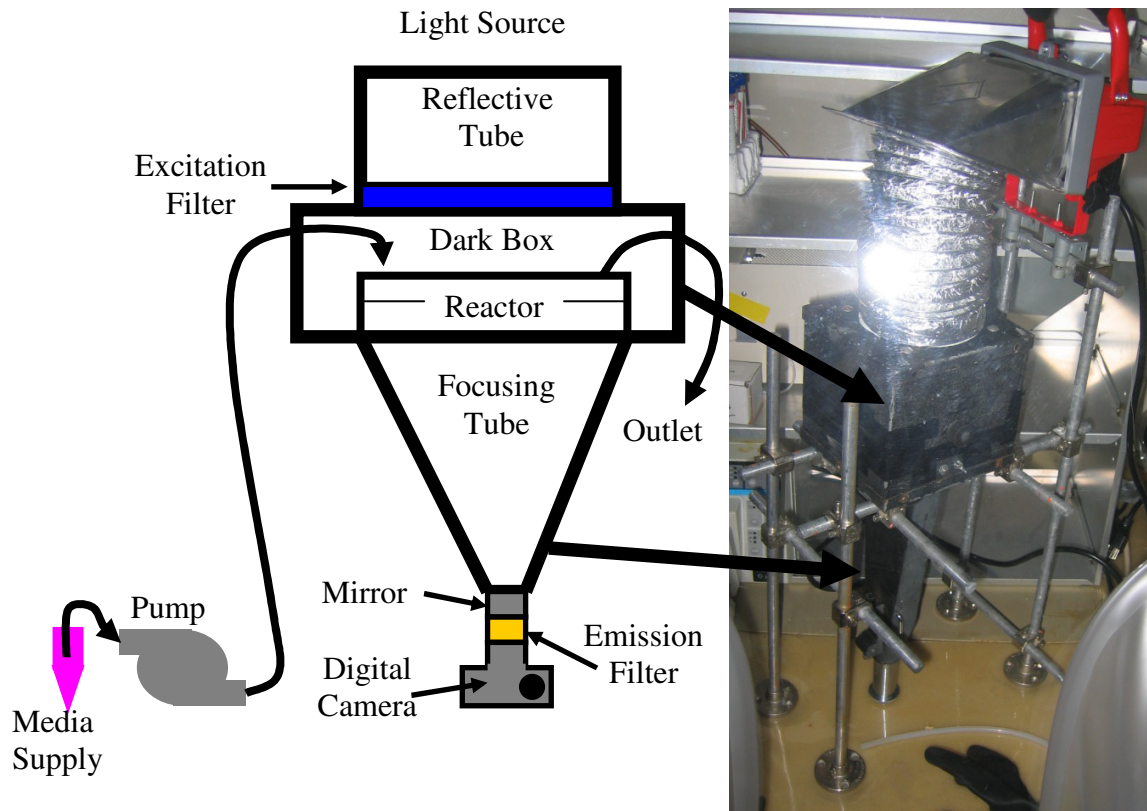 Light Source
Reflective
Tube
Excitation
Filter
Dark Box
Reactor
Focusing
Tube
Outlet
Mirror
Pump
Emission
Filter
Digital
Camera
Media
Supply